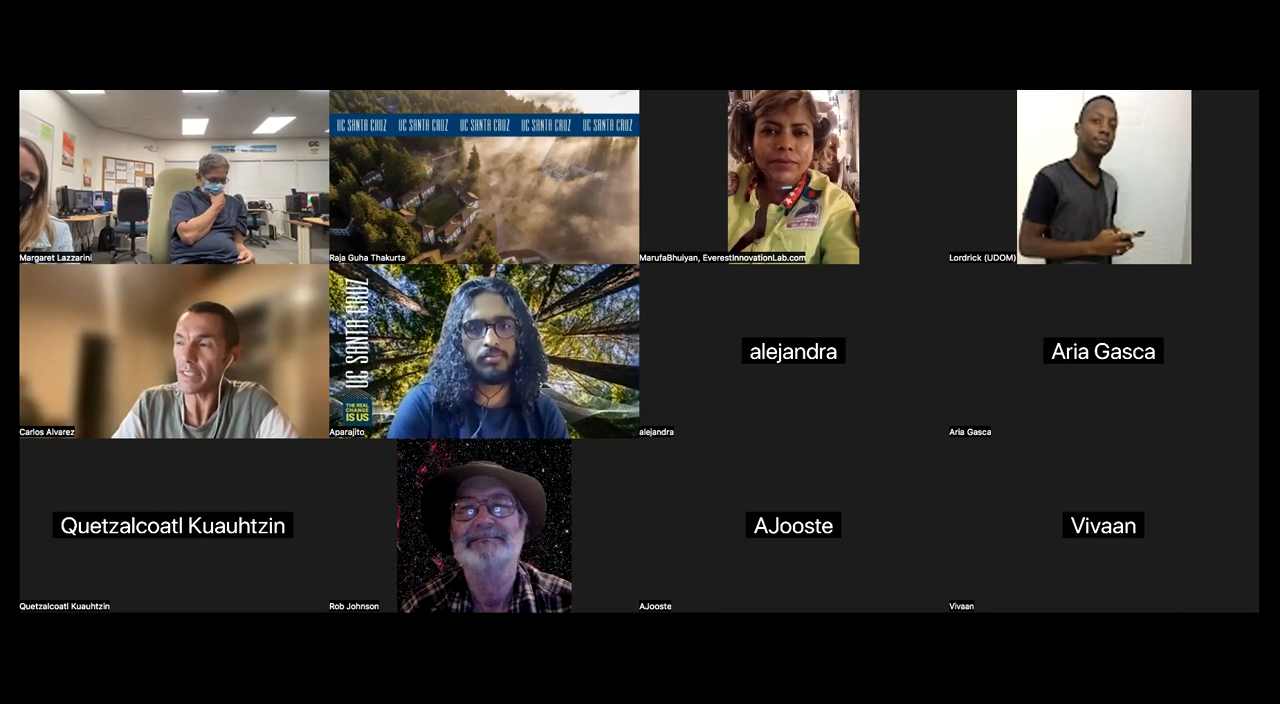 Margaret Lazzarini
UC SANTA CRUZ UC SANTA CRUZ UC SANTA CRUZ UC SANTA CRUZ UC SANTA CRUZ
Raja Guha Thakurta
MarufaBhuiyan, EverestInnovationLab.com
Lordrick (UDOM)
Carlos Alvarez
UC SANTA CRUZ
THE REAL
CHANGE
IS US
Aparajito
alejandra
alejandra
Aria Gasca
Aria Gasca
Quetzalcoatl Kuauhtzin
Quetzalcoatl Kuauhtzin
Rob Johnson
AJooste
AJooste
Vivaan
Vivaan